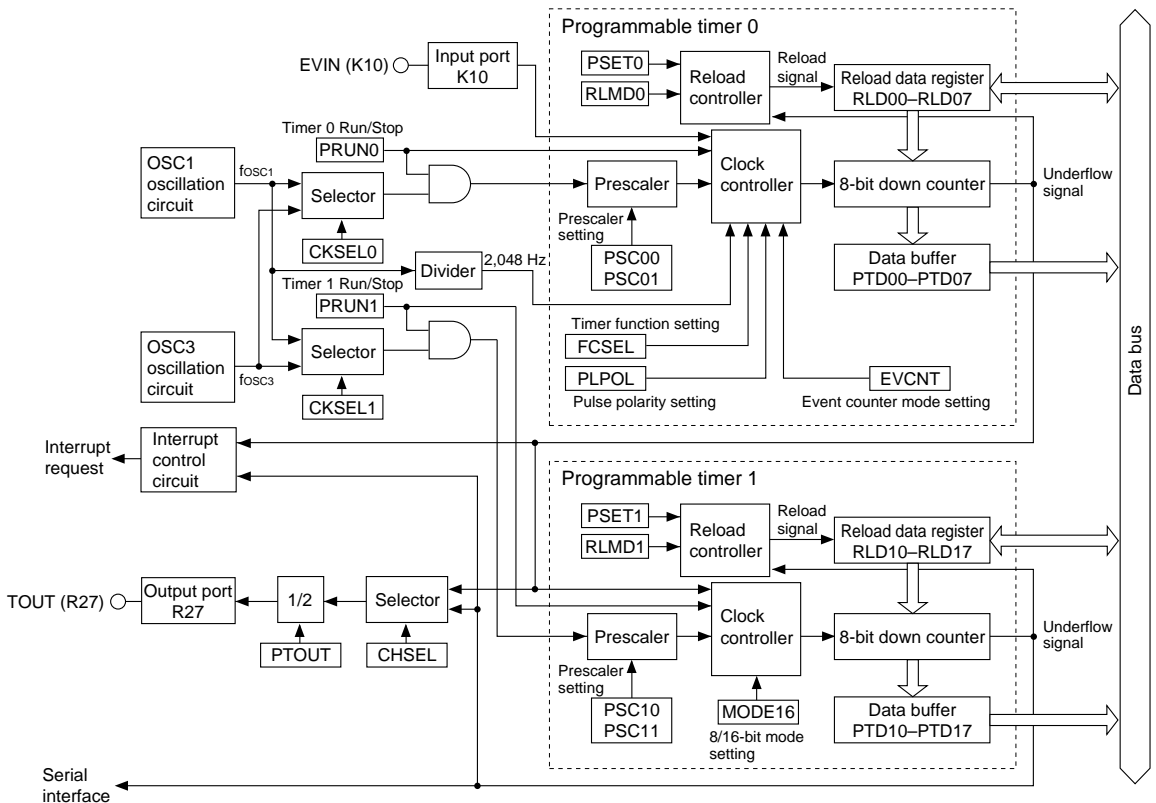 Programmable timer 0
EVIN (K10)
Input port
K10
PSET0
RLMD0
Reload
controller
Reload
signal
Reload data register
RLD00–RLD07
Timer 0 Run/Stop
PRUN0
OSC1
oscillation
circuit
fOSC1
Selector
CKSEL0
Prescaler
Prescaler
setting
PSC00
PSC01
Clock
controller
8-bit down counter
Underflow
signal
Data buffer
PTD00–PTD07
Divider
2,048 Hz
Timer 1 Run/Stop
PRUN1
OSC3
oscillation
circuit
fOSC3
Selector
CKSEL1
Timer function setting
FCSEL
PLPOL
Pulse polarity setting
EVCNT
Event counter mode setting
Data bus
Interrupt
request
Interrupt
control
circuit
Programmable timer 1
PSET1
RLMD1
Reload
controller
Reload
signal
Reload data register
RLD10–RLD17
TOUT (R27)
Output port
R27
1/2
PTOUT
Selector
CHSEL
Prescaler
Prescaler
setting
PSC10
PSC11
Clock
controller
MODE16
8/16-bit mode
setting
8-bit down counter
Underflow
signal
Data buffer
PTD10–PTD17
Serial
interface